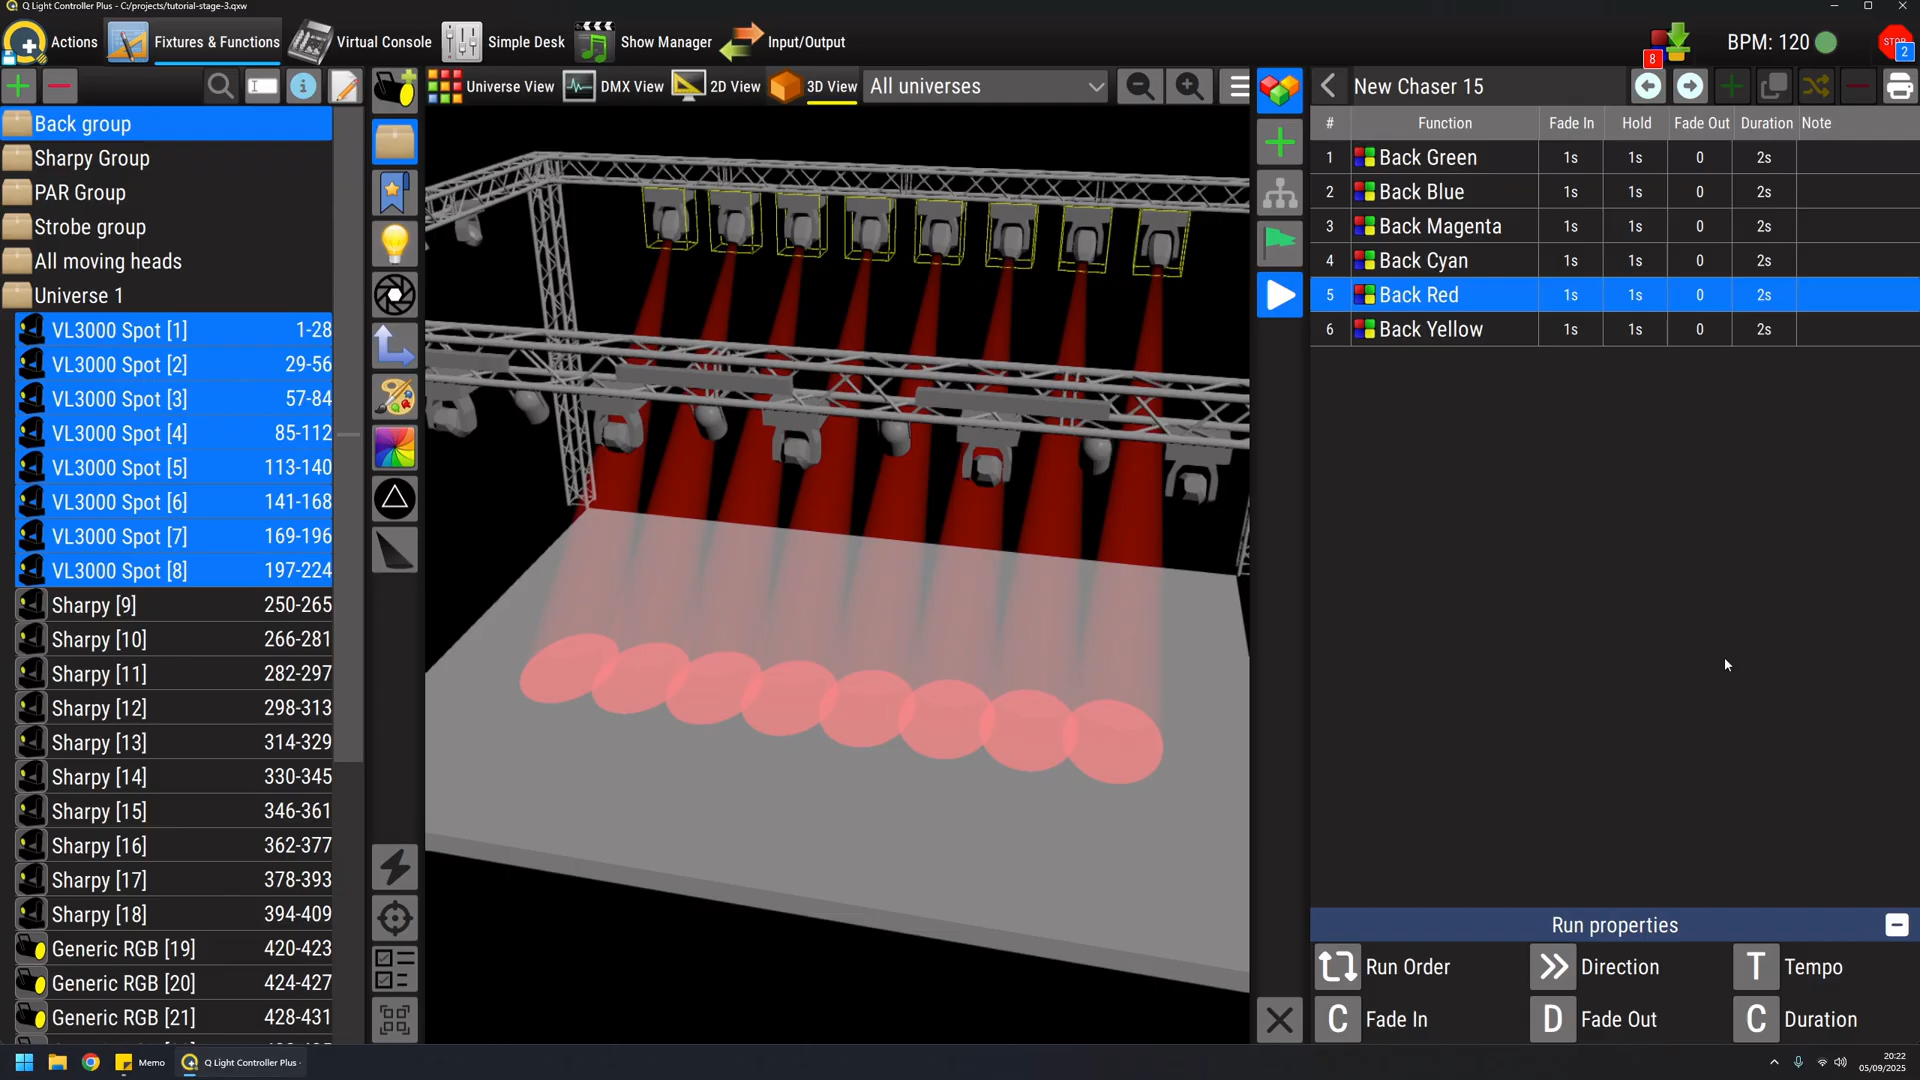 Q Light Controller Plus - C:/projects/tutorial-stage-3.qxw
Actions
Fixtures & Functions
Virtual Console
Simple Desk
Show Manager
Input/Output
8
BPM: 120
STOP
2
Universe View
DMX View
2D View
3D View
All universes
New Chaser 15
Back group
Sharpy Group
PAR Group
Strobe group
All moving heads
Universe 1
VL3000 Spot [1] 1-28
VL3000 Spot [2] 29-56
VL3000 Spot [3] 57-84
VL3000 Spot [4] 85-112
VL3000 Spot [5] 113-140
VL3000 Spot [6] 141-168
VL3000 Spot [7] 169-196
VL3000 Spot [8] 197-224
Sharpy [9] 250-265
Sharpy [10] 266-281
Sharpy [11] 282-297
Sharpy [12] 298-313
Sharpy [13] 314-329
Sharpy [14] 330-345
Sharpy [15] 346-361
Sharpy [16] 362-377
Sharpy [17] 378-393
Sharpy [18] 394-409
Generic RGB [19] 420-423
Generic RGB [20] 424-427
Generic RGB [21] 428-431
# Function Fade In Hold Fade Out Duration Note
1 Back Green 1s 1s 0 2s
2 Back Blue 1s 1s 0 2s
3 Back Magenta 1s 1s 0 2s
4 Back Cyan 1s 1s 0 2s
5 Back Red 1s 1s 0 2s
6 Back Yellow 1s 1s 0 2s
Run properties
Run Order
Direction
T Tempo
C Fade In
D Fade Out
C Duration
Memo
Q Light Controller Plus -
20:22
05/09/2025